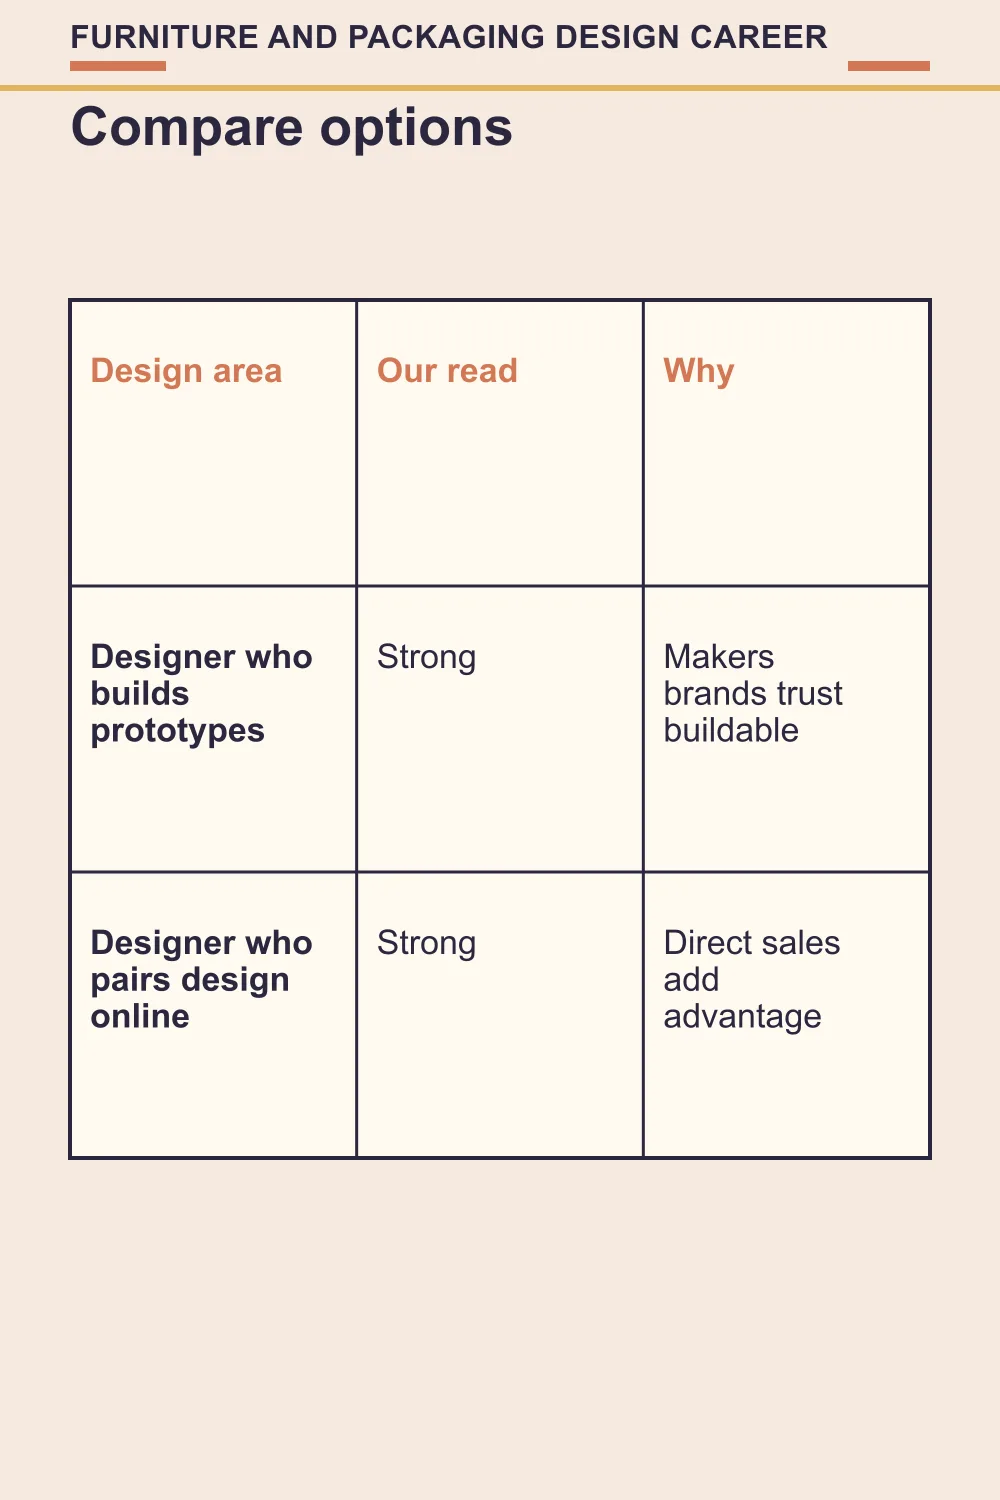 FURNITURE AND PACKAGING DESIGN CAREER
Compare options
Design area
Our read
Why
Designer who
builds
prototypes
Strong
Makers
brands trust
buildable
Designer who
pairs design
online
Strong
Direct sales
add
advantage